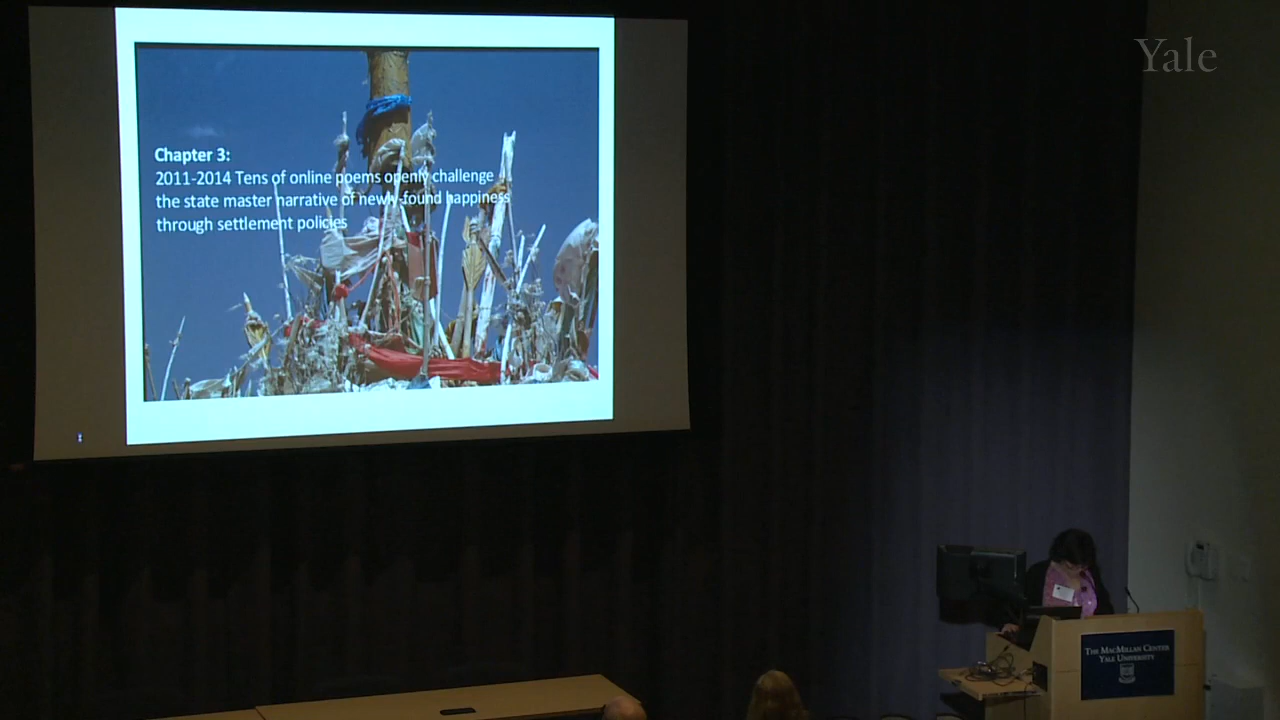 Yale
Chapter 3:
2011-2014 Tens of online poems openly challenge
the state master narrative of newly-found happiness
through settlement policies
THE MACMILLAN CENTER
YALE UNIVERSITY